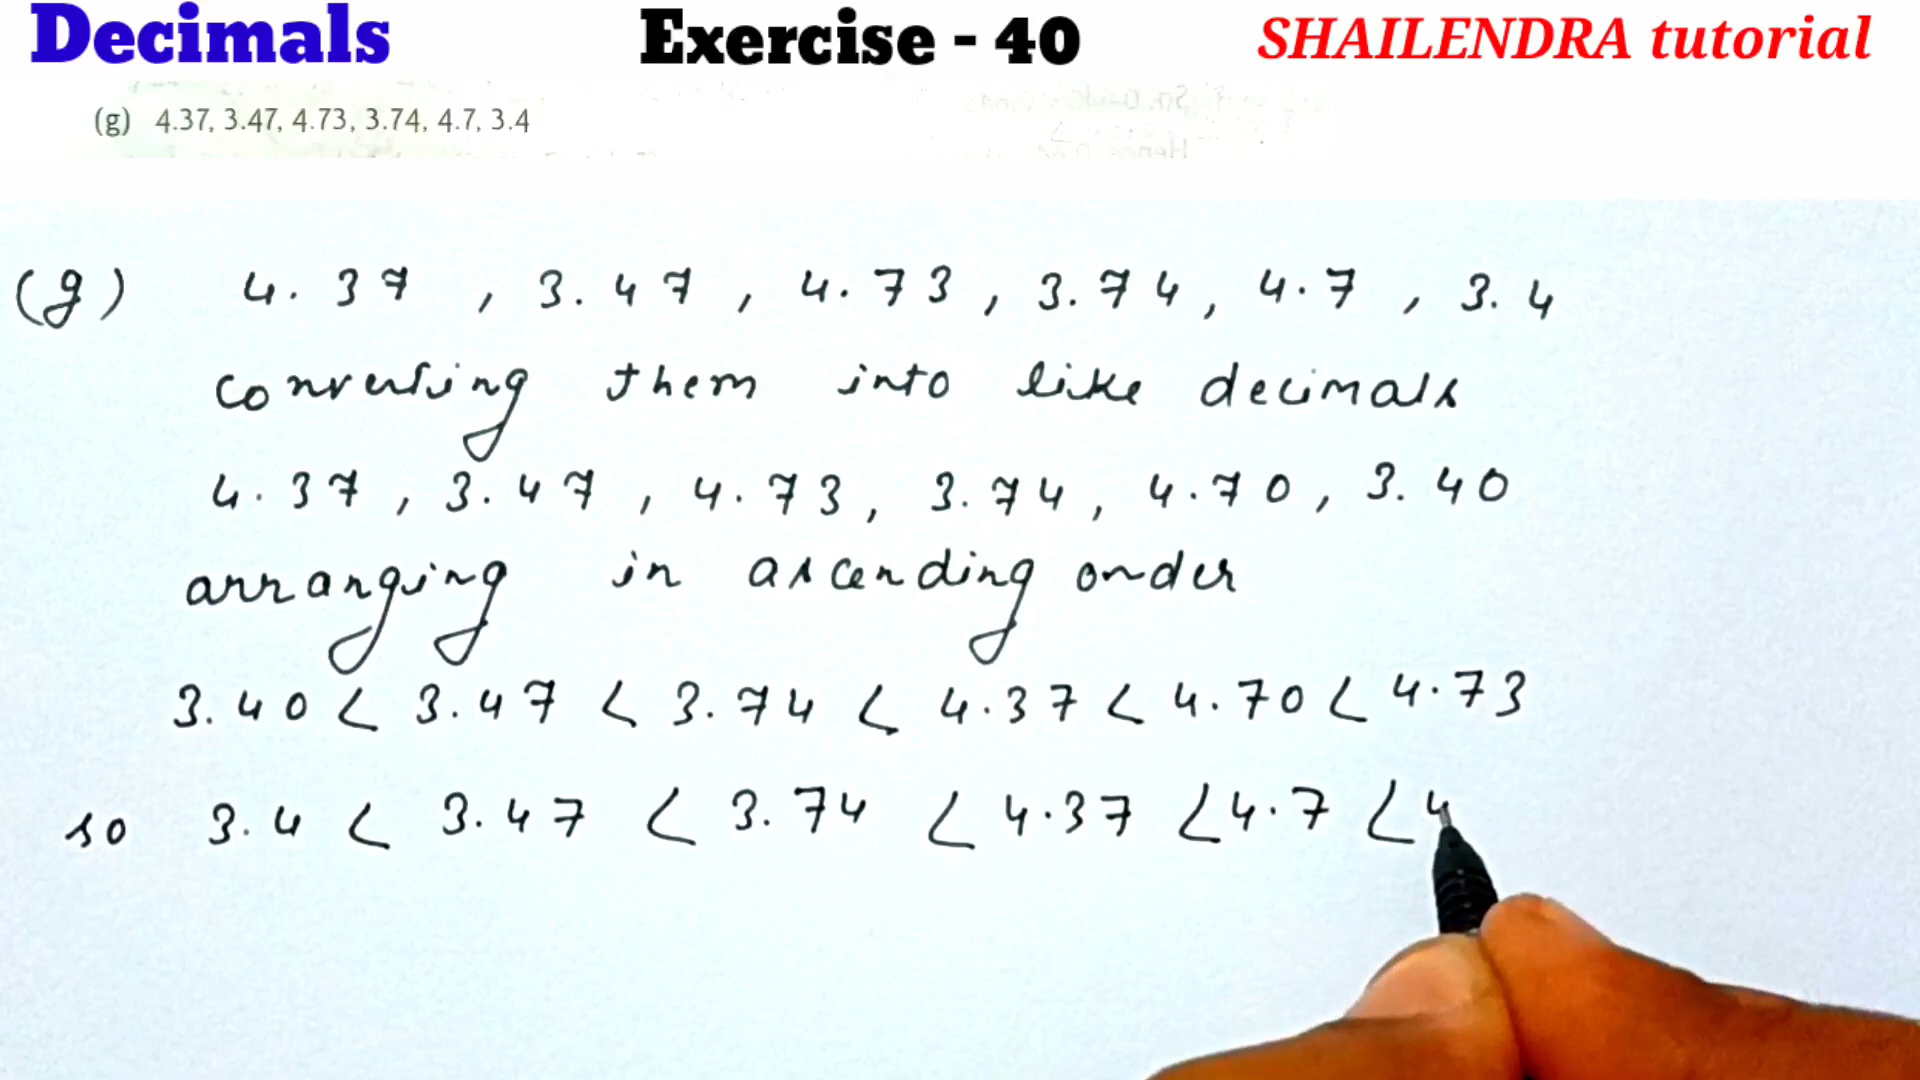 Decimals Exercise - 40 SHAILENDRA tutorial
(g) 4.37, 3.47, 4.73, 3.74, 4.7, 3.4
(g) 4.37 , 3.47 , 4.73 , 3.74 , 4.7 , 3.4
converting them into like decimals
4.37 , 3.47 , 4.73 , 3.74 , 4.70 , 3.40
arranging in ascending order
3.40 < 3.47 < 3.74 < 4.37 < 4.70 < 4.73
so 3.4 < 3.47 < 3.74 < 4.37 < 4.7 < 4